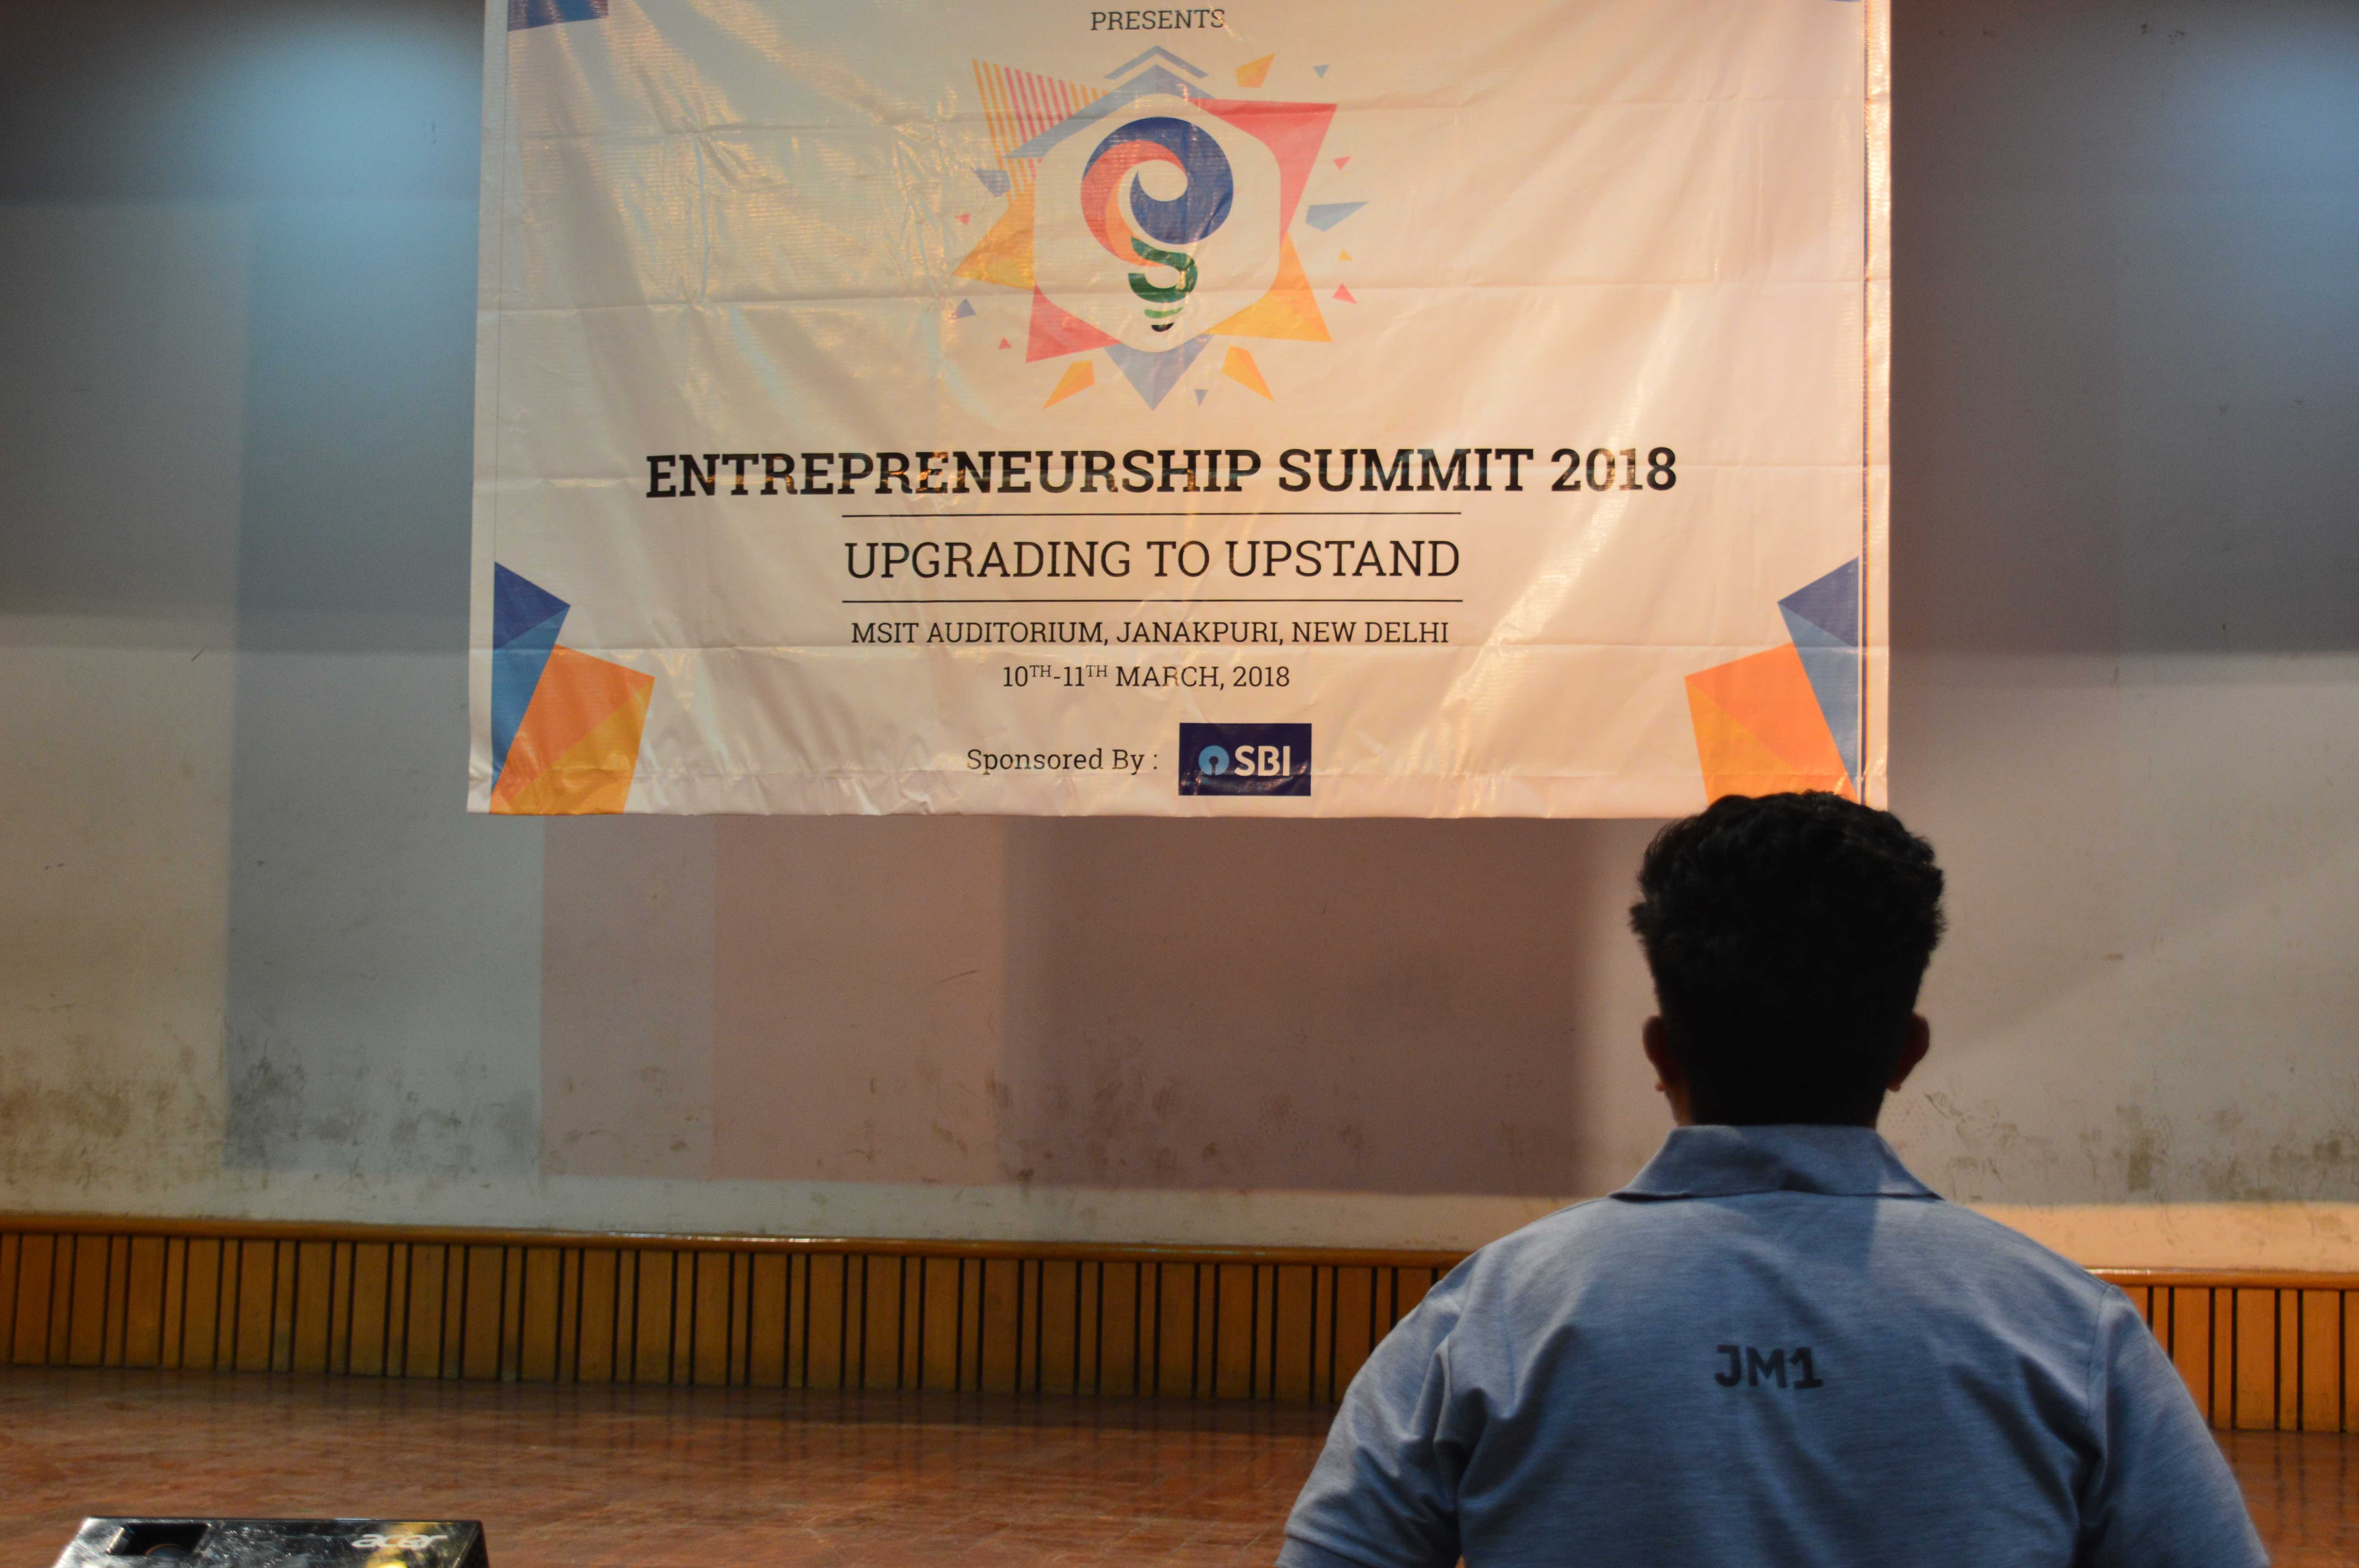 PRESENTS
ENTREPRENEURSHIP SUMMIT 2018
UPGRADING TO UPSTAND
MSIT AUDITORIUM, JANAKPURI, NEW DELHI
10TH-11TH MARCH, 2018
Sponsored By : SBI
JM1
acer